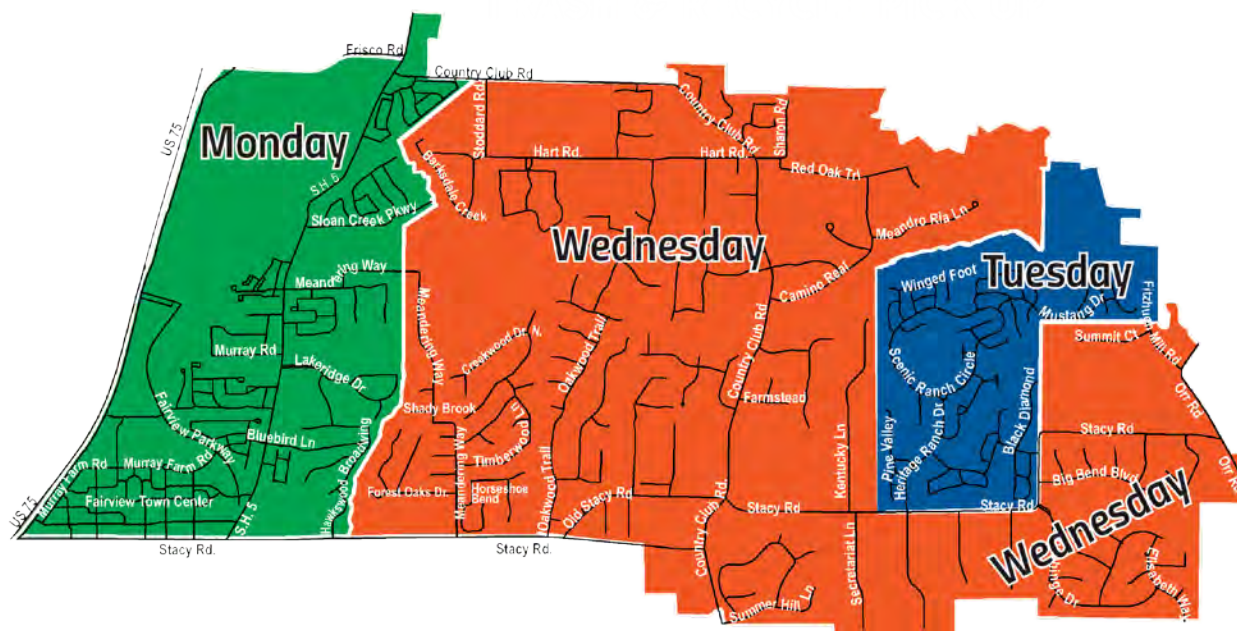 Frisco Rd
Country Club Rd
US 75
Monday
Stoddard Rd
Country Club Rd
Sharon Rd
Hart Rd.
Hart Rd.
Red Oak Trl
S.H. 5
Barksdale Creek
Sloan Creek Pkwy
Meandro Ria Ln
Wednesday
Meandering Way
Camino Real
Winged Foot
Tuesday
Mustang Dr
Fitzhugh Mill Rd
Summit Ct
Meandering Way
Creekwood Dr. N.
Oakwood Trail
Country Club Rd
Murray Rd
Lakeridge Dr
Scenic Ranch Circle
Orr Rd
Fairview Parkway
Shady Brook
Timberwood Ln
Farmstead
Bluebird Ln
Black Diamond
Stacy Rd
Murray Farm Rd
Murray Farm Rd
Hawkswood
Broadwing
Meandering Way
Oakwood Trail
Kentucky Ln
Pine Valley
Heritage Ranch Dr.
Big Bend Blvd
Orr Rd
Forest Oaks Dr.
Horseshoe
Bend
Old Stacy Rd
Fairview Town Center
US 75
S.H. 5
Stacy Rd
Stacy Rd
Wednesday
Stacy Rd.
Stacy Rd.
Country Club Rd.
Secretariat Ln
Summer Hill Ln
Elisabeth Way